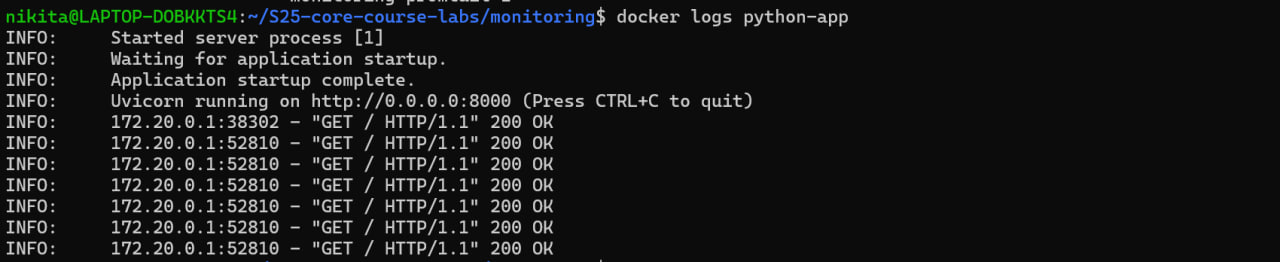 nikita@LAPTOP-DOBKKTS4:~/S25-core-course-labs/monitoring$ docker logs python-app
INFO:     Started server process [1]
INFO:     Waiting for application startup.
INFO:     Application startup complete.
INFO:     Uvicorn running on http://0.0.0.0:8000 (Press CTRL+C to quit)
INFO:     172.20.0.1:38302 - "GET / HTTP/1.1" 200 OK
INFO:     172.20.0.1:52810 - "GET / HTTP/1.1" 200 OK
INFO:     172.20.0.1:52810 - "GET / HTTP/1.1" 200 OK
INFO:     172.20.0.1:52810 - "GET / HTTP/1.1" 200 OK
INFO:     172.20.0.1:52810 - "GET / HTTP/1.1" 200 OK
INFO:     172.20.0.1:52810 - "GET / HTTP/1.1" 200 OK
INFO:     172.20.0.1:52810 - "GET / HTTP/1.1" 200 OK